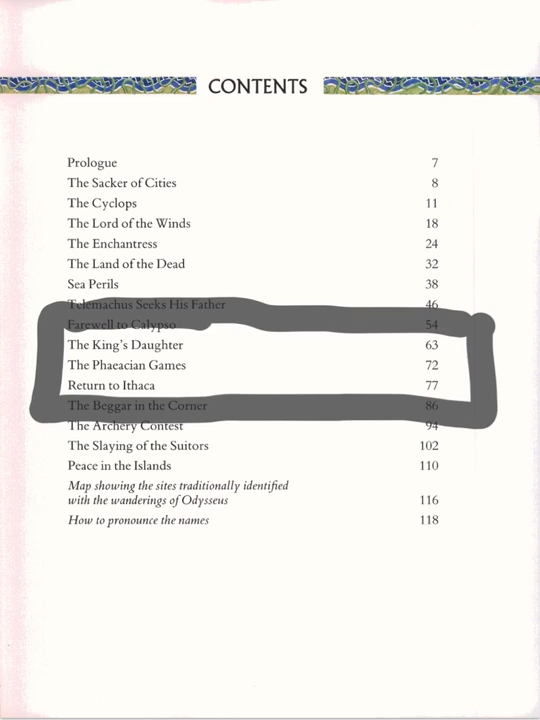 CONTENTS
Prologue 7
The Sacker of Cities 8
The Cyclops 11
The Lord of the Winds 18
The Enchantress 24
The Land of the Dead 32
Sea Perils 38
Telemachus Seeks His Father 46
Farewell to Calypso 54
The King's Daughter 63
The Phaeacian Games 72
Return to Ithaca 77
The Beggar in the Corner 86
The Archery Contest 94
The Slaying of the Suitors 102
Peace in the Islands 110
Map showing the sites traditionally identified
with the wanderings of Odysseus 116
How to pronounce the names 118